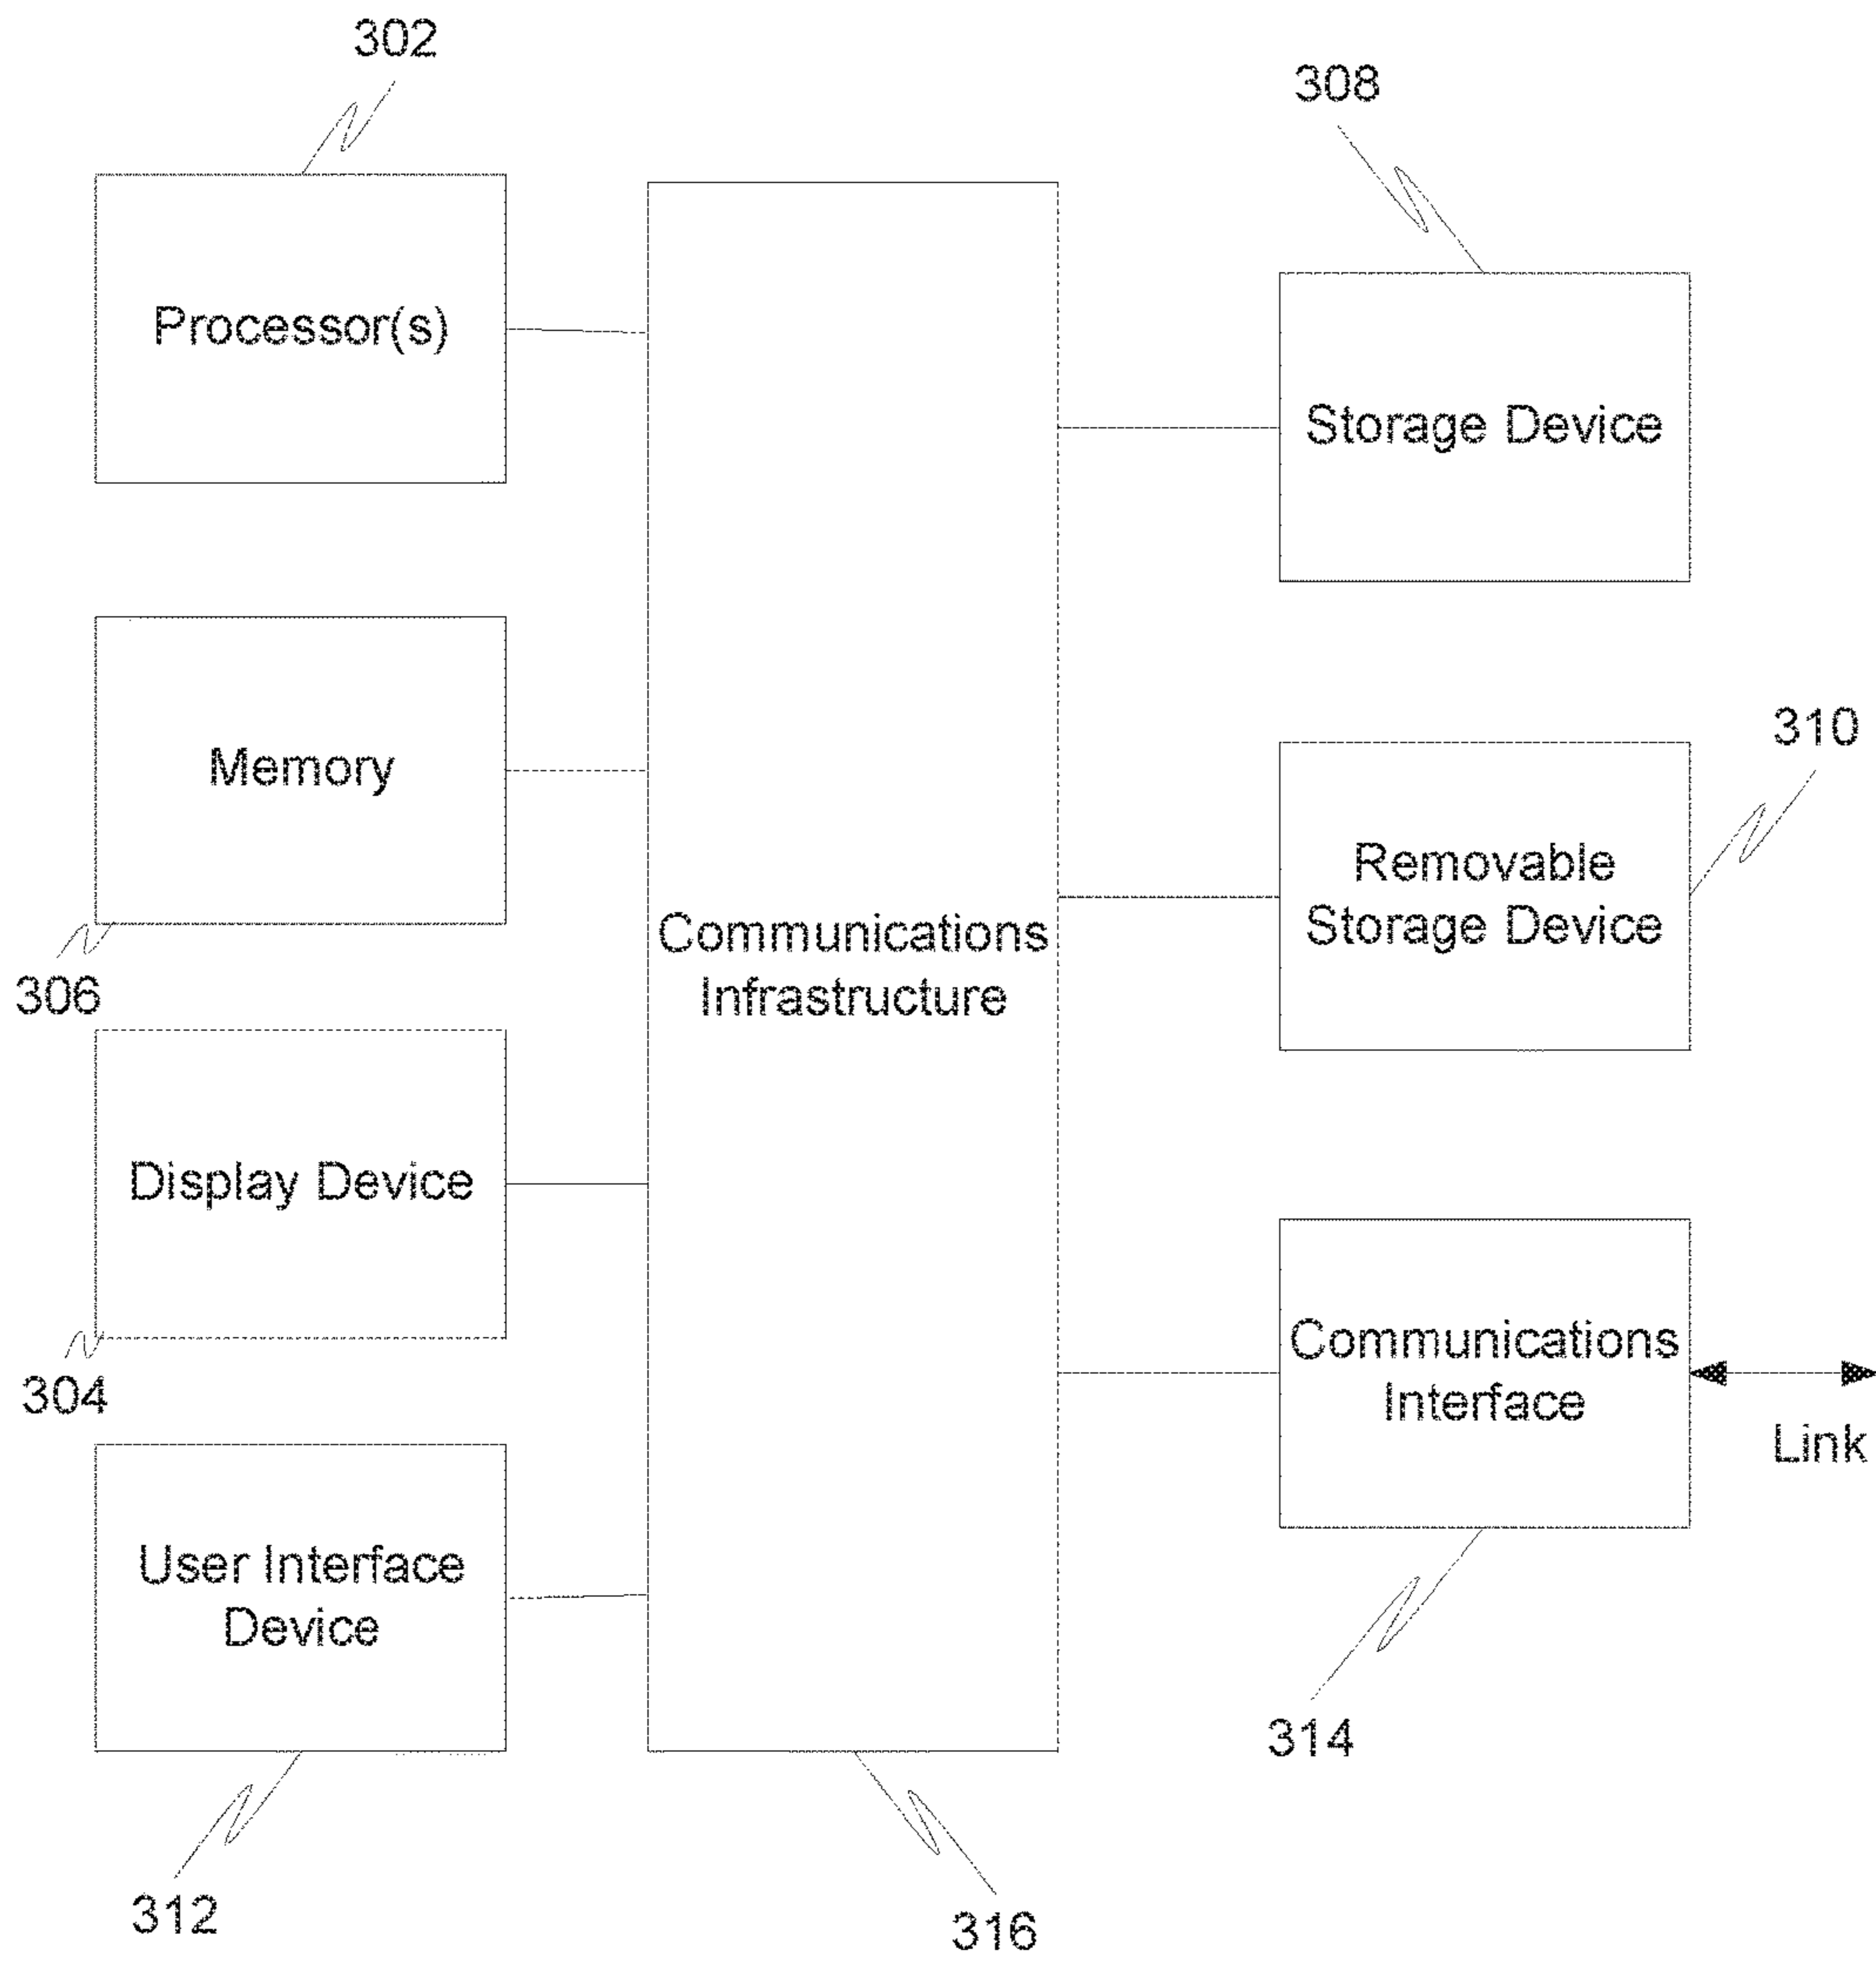 302
308
Processor(s)
Storage Device
310
Memory
Removable
Storage Device
Communications
Infrastructure
306
Display Device
Communications
Interface
304
Link
User Interface
Device
314
312
316